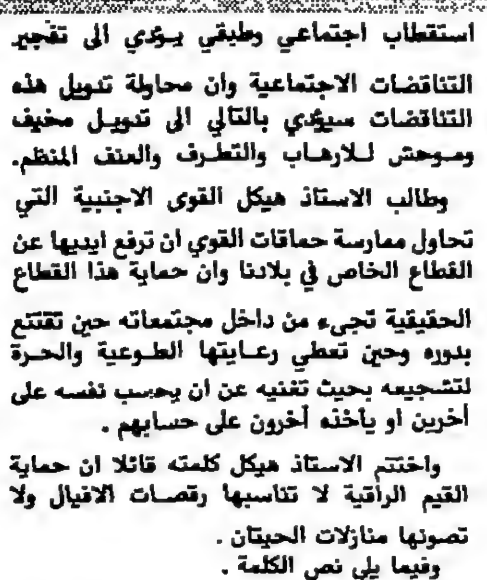 استقطاب اجتماعي وطبقي يؤدي الى تفجير
التناقضات الاجتماعية وان محاولة تدويل هذه
التناقضات سيؤدي بالتالي الى تدويل مخيف
وموحش للارهاب والتطرف والعنف المنظم.
وطالب الاستاذ هيكل القوى الاجنبية التي
تحاول ممارسة حماقات القوي ان ترفع ايديها عن
القطاع الخاص في بلادنا وان حماية هذا القطاع
الحقيقية تجيء من داخل مجتمعاته حين تقتنع
بدوره وحين تعطي رعايتها الطوعية والحرة
لتشجيعه بحيث تغنيه عن ان يحسب نفسه على
آخرين او يأخذه آخرون على حسابهم .
واختتم الاستاذ هيكل كلمته قائلا ان حماية
القيم الراقية لا تناسبها رقصات الافيال ولا
تصونها منازلات الحيتان .
وفيما يلي نص الكلمة .